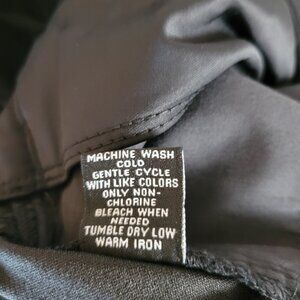 MACHINE WASH
COLD
GENTLE CYCLE
WITH LIKE COLORS
ONLY NON-
CHLORINE
BLEACH WHEN
NEEDED
TUMBLE DRY LOW
WARM IRON